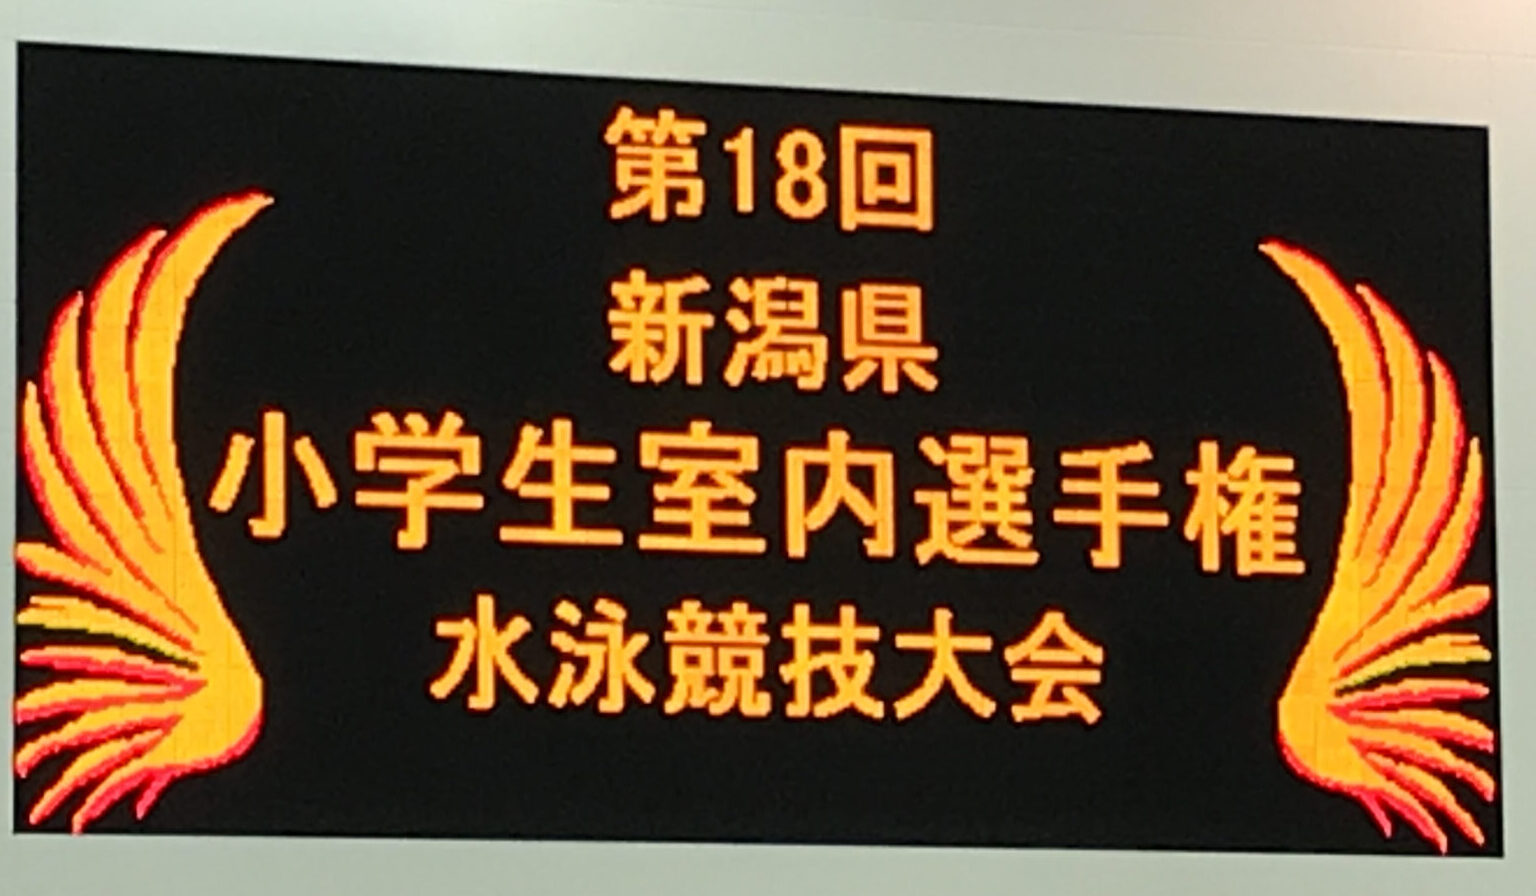 第18回
新潟県
小学生室内選手権
水泳競技大会